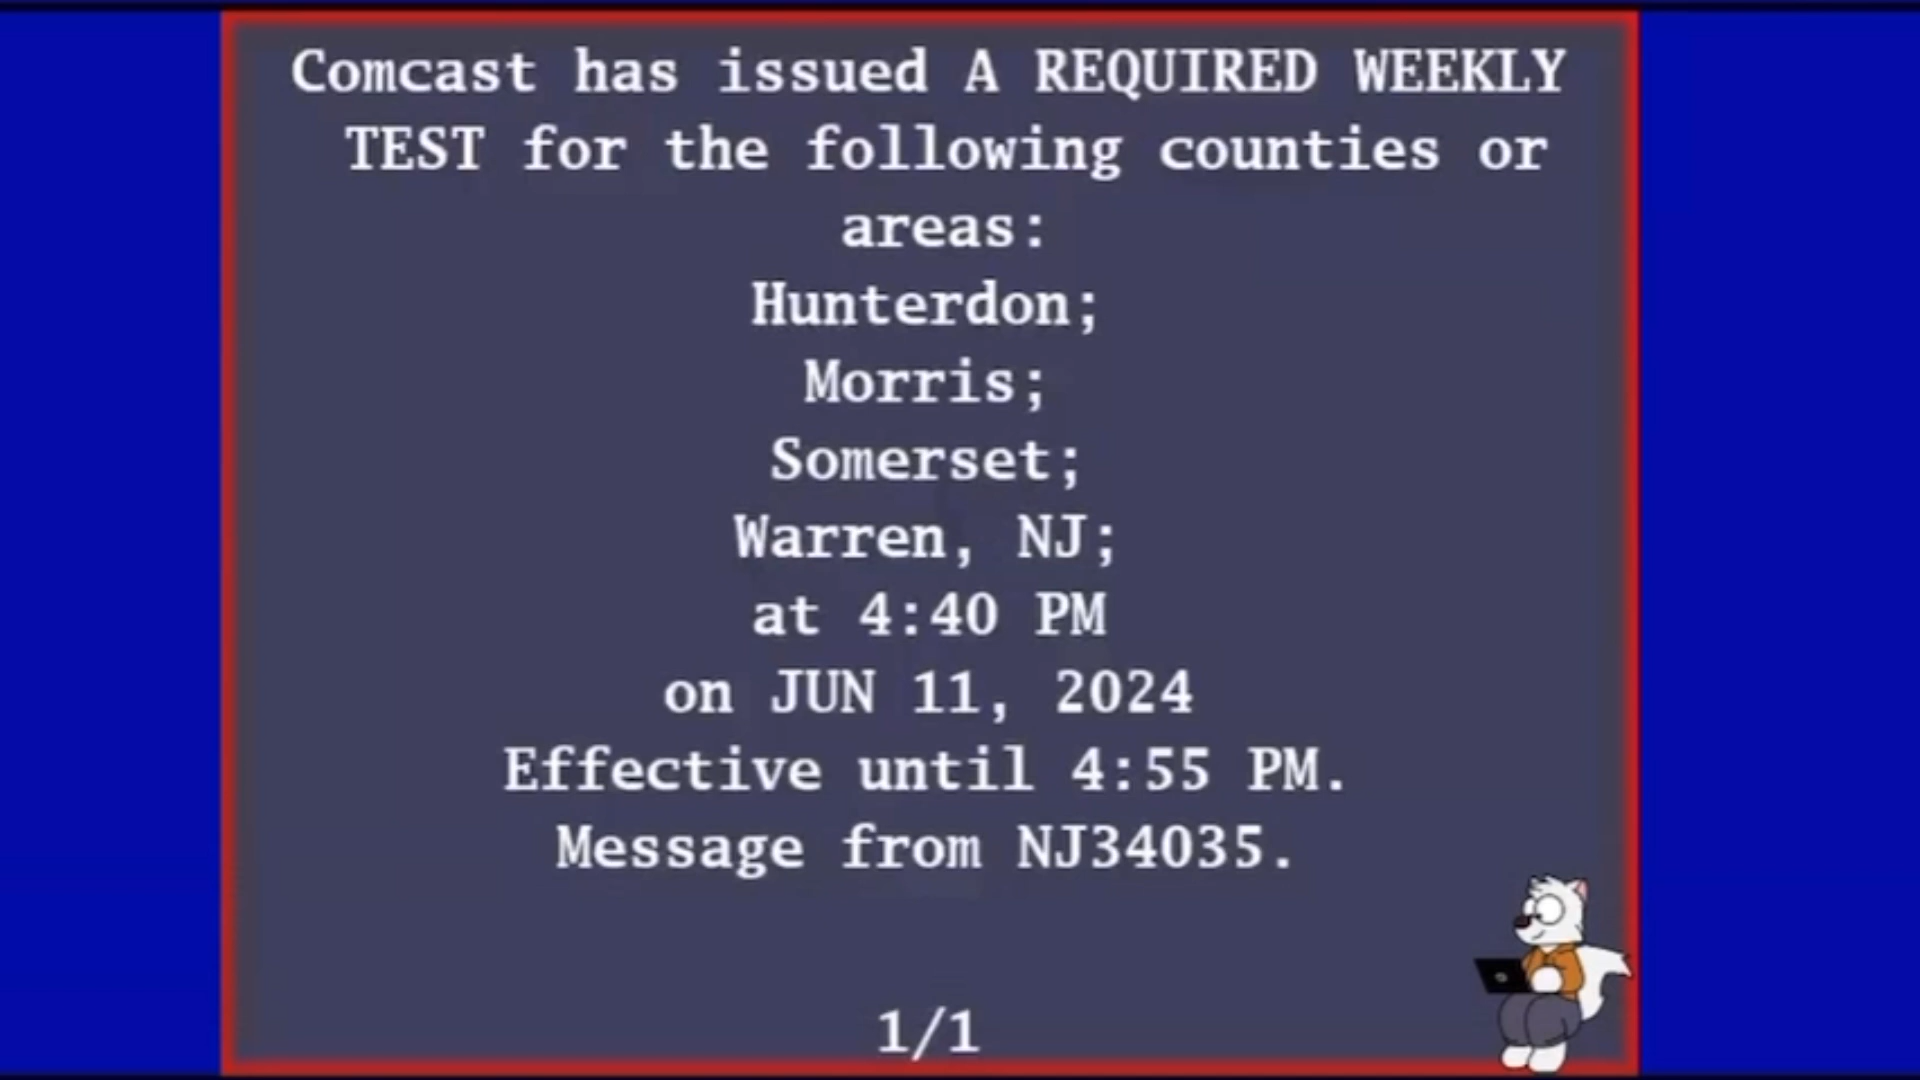 Comcast has issued A REQUIRED WEEKLY
TEST for the following counties or
areas:
Hunterdon;
Morris;
Somerset;
Warren, NJ;
at 4:40 PM
on JUN 11, 2024
Effective until 4:55 PM.
Message from NJ34035.
1/1